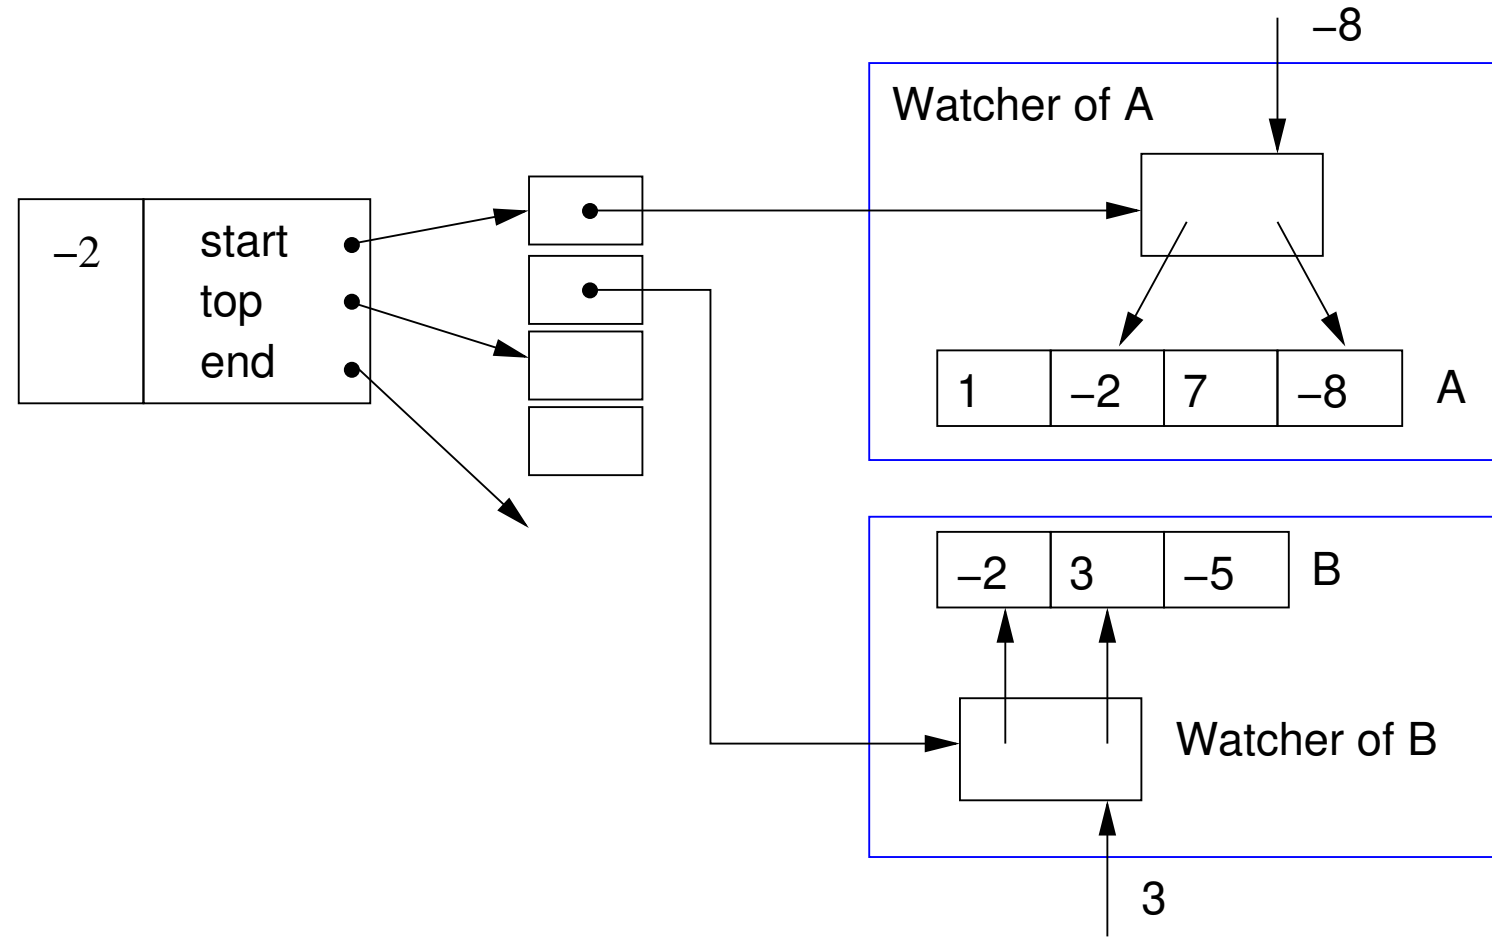 −8
Watcher of A
−2
start
top
end
1 −2 7 −8 A
−2 3 −5 B
Watcher of B
3